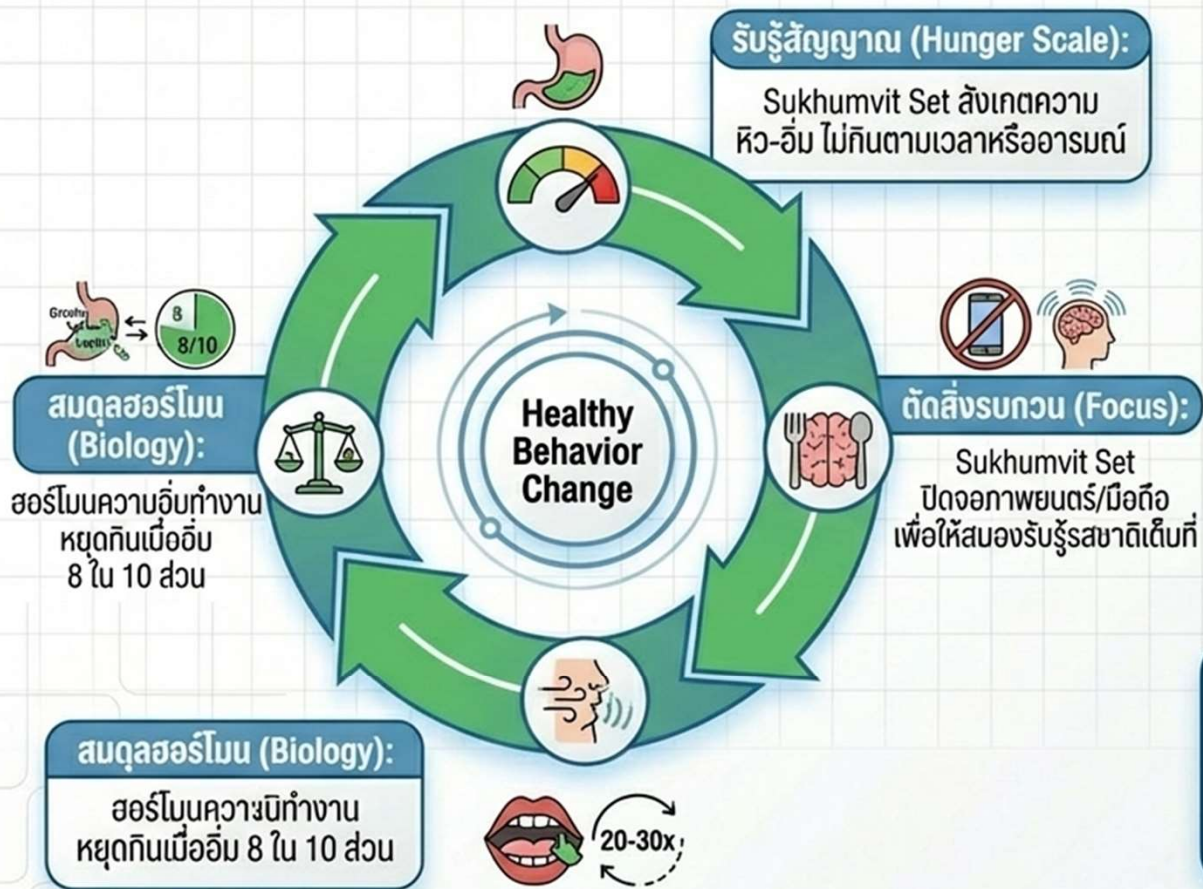 รับรู้สัญญาณ (Hunger Scale):
Sukhumvit Set สังเกตความ
หิว-อิ่ม ไม่กินตามเวลาหรืออารมณ์
8
8/10
สมดุลฮอร์โมน
(Biology):
ฮอร์โมนความอิ่มทำงาน
หยุดกินเมื่ออิ่ม
8 ใน 10 ส่วน
Healthy
Behavior
Change
ตัดสิ่งรบกวน (Focus):
Sukhumvit Set
ปิดจอภาพยนตร์/มือถือ
เพื่อให้สมองรับรู้รสชาติเต็มที่
สมดุลฮอร์โมน (Biology):
ทำงาน
หยุดกินเมื่ออิ่ม 8 ใน 10 ส่วน
20-30x